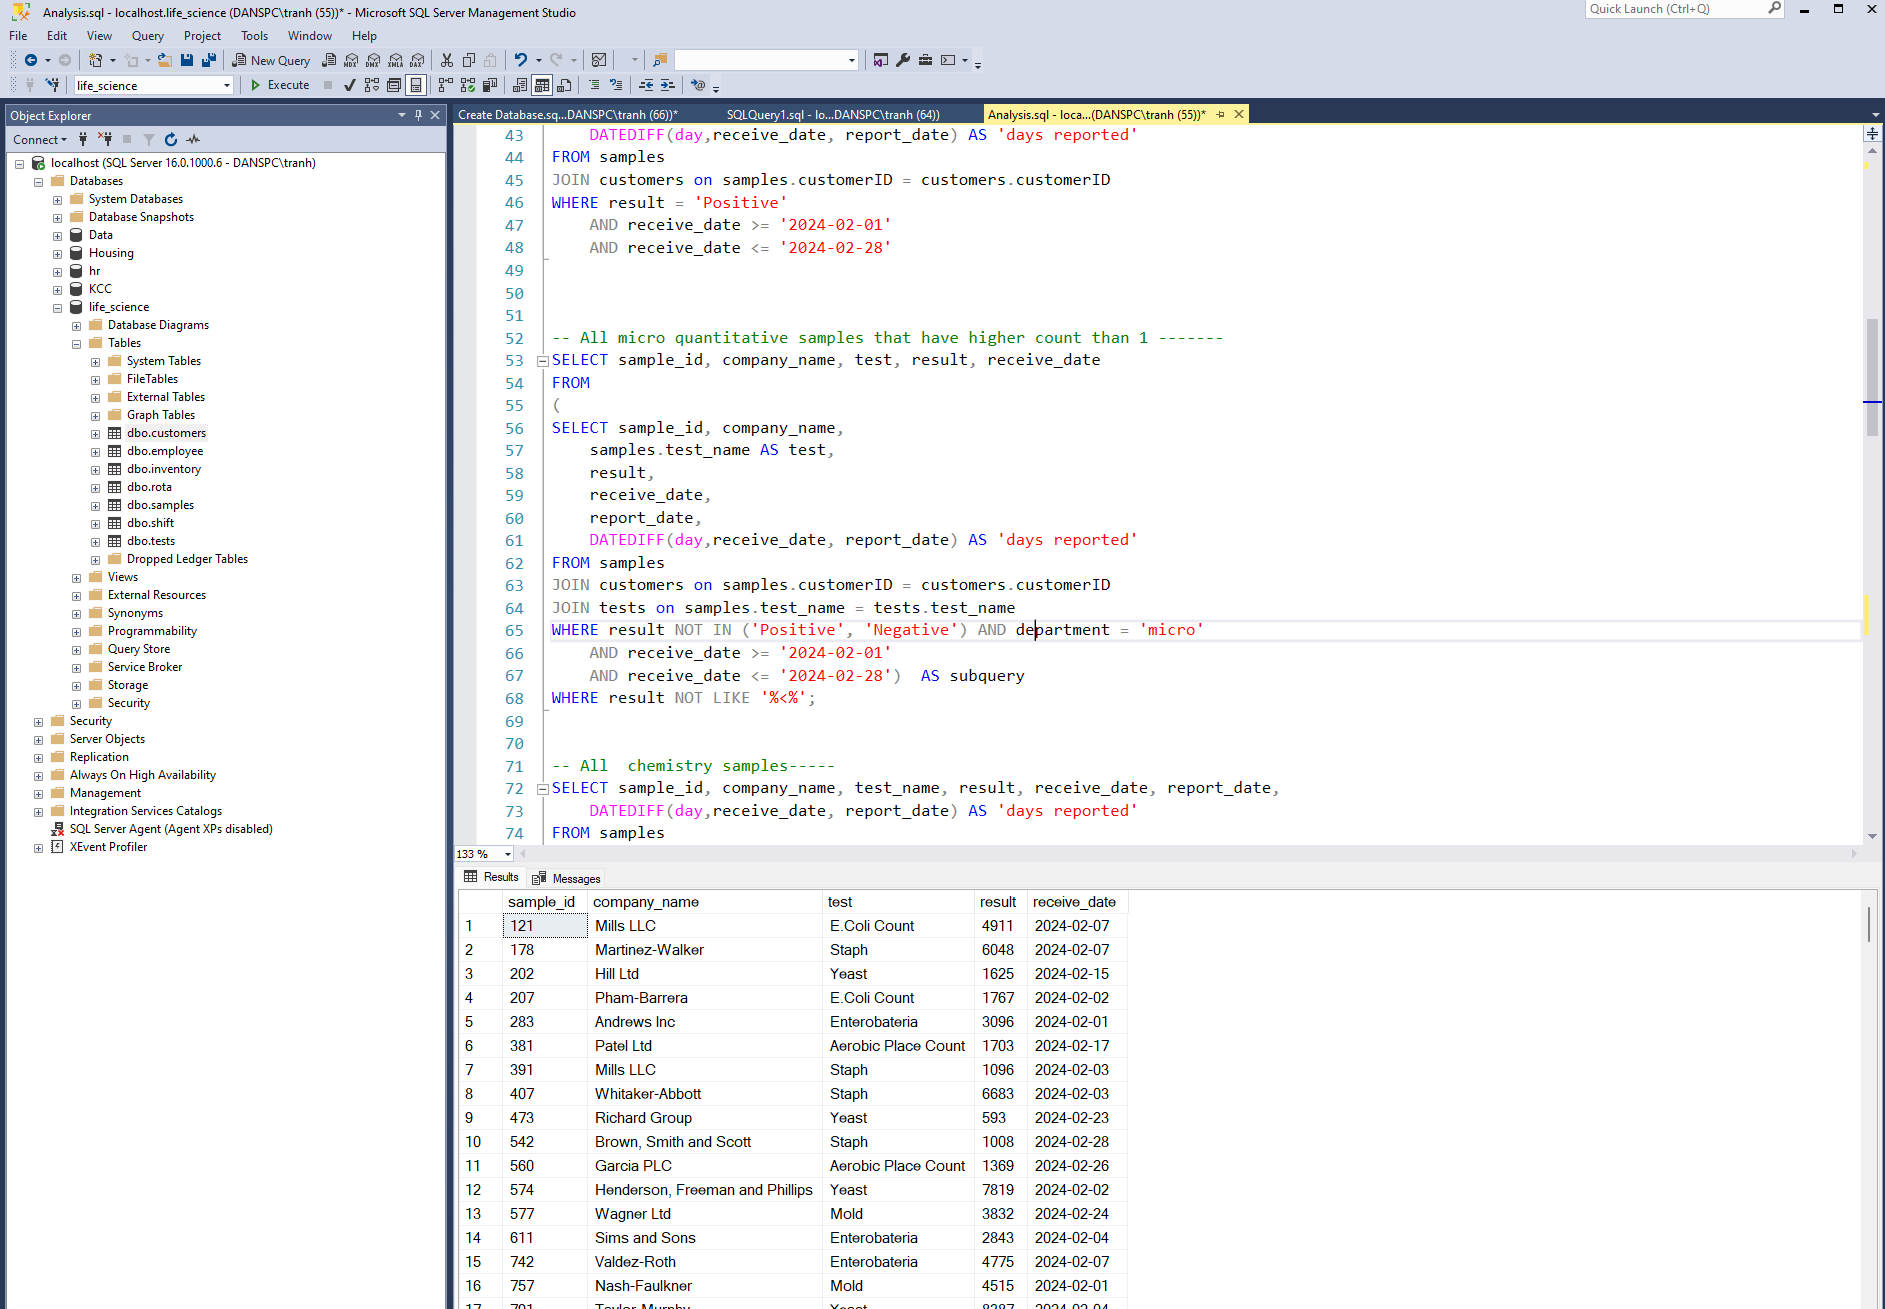 Analysis.sql - localhost.life_science (DANSPC\tranh (55))* - Microsoft SQL Server Management Studio
Quick Launch (Ctrl+Q)
File Edit View Query Project Tools Window Help
New Query
life_science
Execute
Object Explorer
Connect
localhost (SQL Server 16.0.1000.6 - DANSPC\tranh)
Databases
System Databases
Database Snapshots
Data
Housing
hr
KCC
life_science
Database Diagrams
Tables
System Tables
FileTables
External Tables
Graph Tables
dbo.customers
dbo.employee
dbo.inventory
dbo.rota
dbo.samples
dbo.shift
dbo.tests
Dropped Ledger Tables
Views
External Resources
Synonyms
Programmability
Query Store
Service Broker
Storage
Security
Security
Server Objects
Replication
Always On High Availability
Management
Integration Services Catalogs
SQL Server Agent (Agent XPs disabled)
XEvent Profiler
Create Database.sq...DANSPC\tranh (66))* SQLQuery1.sql - lo...DANSPC\tranh (64)) Analysis.sql - loca...(DANSPC\tranh (55))*
43 DATEDIFF(day,receive_date, report_date) AS 'days reported'
44 FROM samples
45 JOIN customers on samples.customerID = customers.customerID
46 WHERE result = 'Positive'
47 AND receive_date >= '2024-02-01'
48 AND receive_date <= '2024-02-28'
49
50
51
52 -- All micro quantitative samples that have higher count than 1 -------
53 SELECT sample_id, company_name, test, result, receive_date
54 FROM
55 (
56 SELECT sample_id, company_name,
57 samples.test_name AS test,
58 result,
59 receive_date,
60 report_date,
61 DATEDIFF(day,receive_date, report_date) AS 'days reported'
62 FROM samples
63 JOIN customers on samples.customerID = customers.customerID
64 JOIN tests on samples.test_name = tests.test_name
65 WHERE result NOT IN ('Positive', 'Negative') AND department = 'micro'
66 AND receive_date >= '2024-02-01'
67 AND receive_date <= '2024-02-28') AS subquery
68 WHERE result NOT LIKE '%<%';
69
70
71 -- All  chemistry samples-----
72 SELECT sample_id, company_name, test_name, result, receive_date, report_date,
73 DATEDIFF(day,receive_date, report_date) AS 'days reported'
74 FROM samples
133 %
Results Messages
sample_id company_name test result receive_date
1 121 Mills LLC E.Coli Count 4911 2024-02-07
2 178 Martinez-Walker Staph 6048 2024-02-07
3 202 Hill Ltd Yeast 1625 2024-02-15
4 207 Pham-Barrera E.Coli Count 1767 2024-02-02
5 283 Andrews Inc Enterobateria 3096 2024-02-01
6 381 Patel Ltd Aerobic Place Count 1703 2024-02-17
7 391 Mills LLC Staph 1096 2024-02-03
8 407 Whitaker-Abbott Staph 6683 2024-02-03
9 473 Richard Group Yeast 593 2024-02-23
10 542 Brown, Smith and Scott Staph 1008 2024-02-28
11 560 Garcia PLC Aerobic Place Count 1369 2024-02-26
12 574 Henderson, Freeman and Phillips Yeast 7819 2024-02-02
13 577 Wagner Ltd Mold 3832 2024-02-24
14 611 Sims and Sons Enterobateria 2843 2024-02-04
15 742 Valdez-Roth Enterobateria 4775 2024-02-07
16 757 Nash-Faulkner Mold 4515 2024-02-01